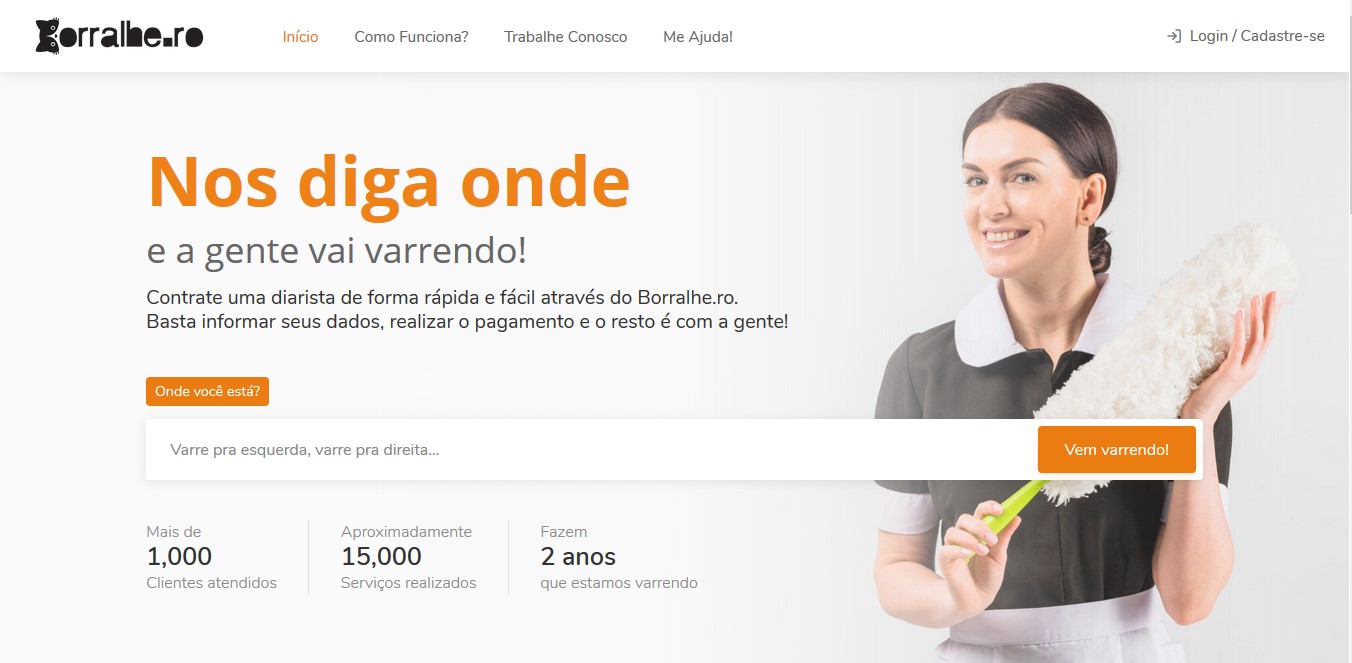 Borralhe.ro
Início
Como Funciona?
Trabalhe Conosco
Me Ajuda!
Login / Cadastre-se
Nos diga onde
e a gente vai varrendo!
Contrate uma diarista de forma rápida e fácil através do Borralhe.ro.
Basta informar seus dados, realizar o pagamento e o resto é com a gente!
Onde você está?
Varre pra esquerda, varre pra direita...
Vem varrendo!
Mais de
1,000
Clientes atendidos
Aproximadamente
15,000
Serviços realizados
Fazem
2 anos
que estamos varrendo